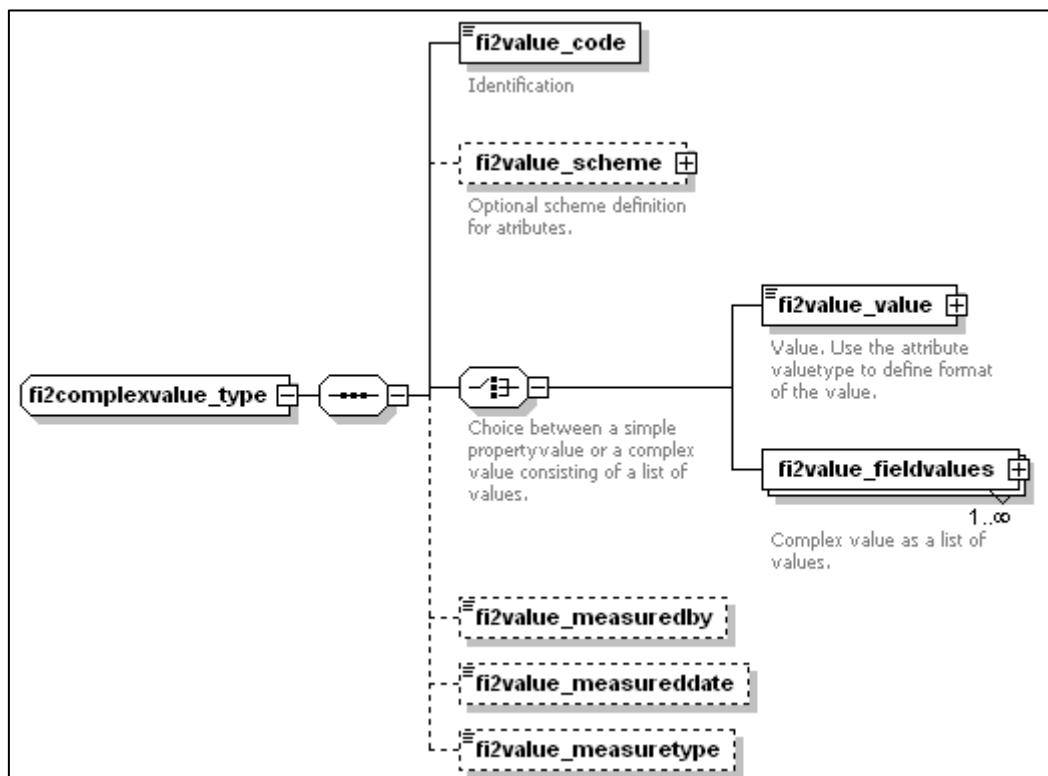 fi2value_code
Identification
fi2value_scheme
Optional scheme definition
for atributes.
fi2complexvalue_type
Choice between a simple
propertyvalue or a complex
value consisting of a list of
values.
fi2value_value
Value. Use the attribute
valuetype to define format
of the value.
fi2value_fieldvalues
1..∞
Complex value as a list of
values.
fi2value_measuredby
fi2value_measureddate
fi2value_measuretype